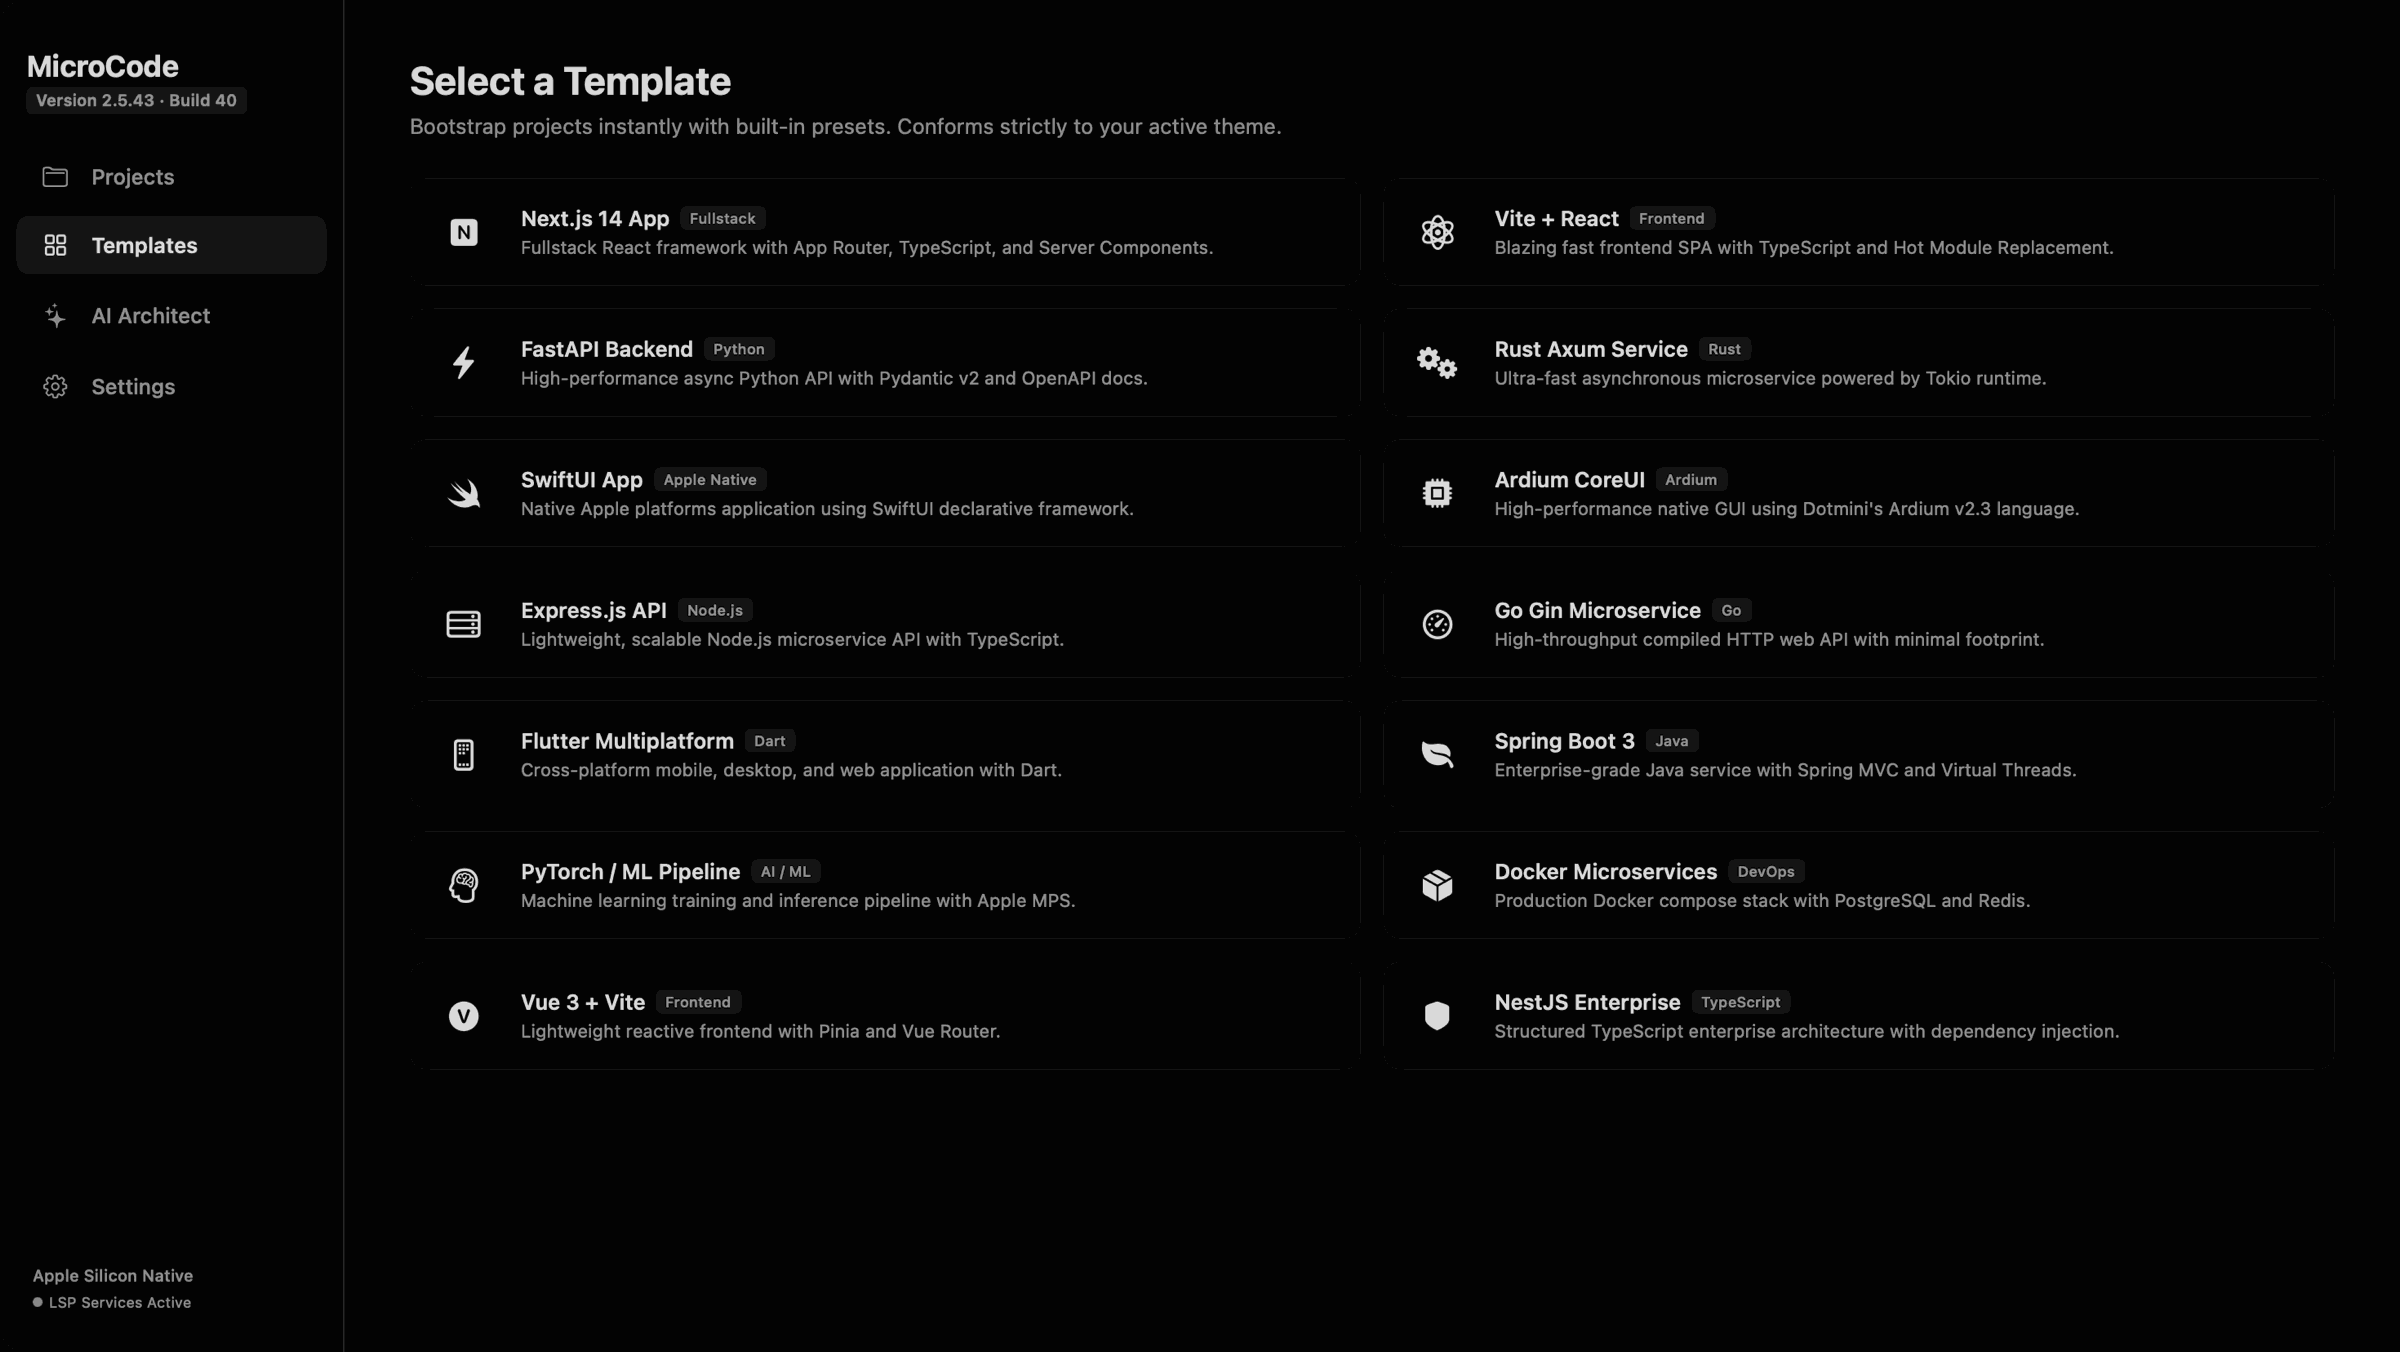 MicroCode
Version 2.5.43 · Build 40
Projects
Templates
AI Architect
Settings
Apple Silicon Native
LSP Services Active
Select a Template
Bootstrap projects instantly with built-in presets. Conforms strictly to your active theme.
N
Next.js 14 App Fullstack
Fullstack React framework with App Router, TypeScript, and Server Components.
Vite + React Frontend
Blazing fast frontend SPA with TypeScript and Hot Module Replacement.
FastAPI Backend Python
High-performance async Python API with Pydantic v2 and OpenAPI docs.
Rust Axum Service Rust
Ultra-fast asynchronous microservice powered by Tokio runtime.
SwiftUI App Apple Native
Native Apple platforms application using SwiftUI declarative framework.
Ardium CoreUI Ardium
High-performance native GUI using Dotmini's Ardium v2.3 language.
Express.js API Node.js
Lightweight, scalable Node.js microservice API with TypeScript.
Go Gin Microservice Go
High-throughput compiled HTTP web API with minimal footprint.
Flutter Multiplatform Dart
Cross-platform mobile, desktop, and web application with Dart.
Spring Boot 3 Java
Enterprise-grade Java service with Spring MVC and Virtual Threads.
PyTorch / ML Pipeline AI / ML
Machine learning training and inference pipeline with Apple MPS.
Docker Microservices DevOps
Production Docker compose stack with PostgreSQL and Redis.
V
Vue 3 + Vite Frontend
Lightweight reactive frontend with Pinia and Vue Router.
NestJS Enterprise TypeScript
Structured TypeScript enterprise architecture with dependency injection.